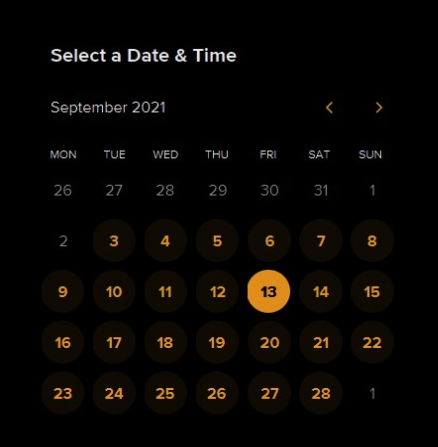 Select a Date & Time
September 2021
MON TUE WED THU FRI SAT SUN
26 27 28 29 30 31 1
2 3 4 5 6 7 8
9 10 11 12 13 14 15
16 17 18 19 20 21 22
23 24 25 26 27 28 1